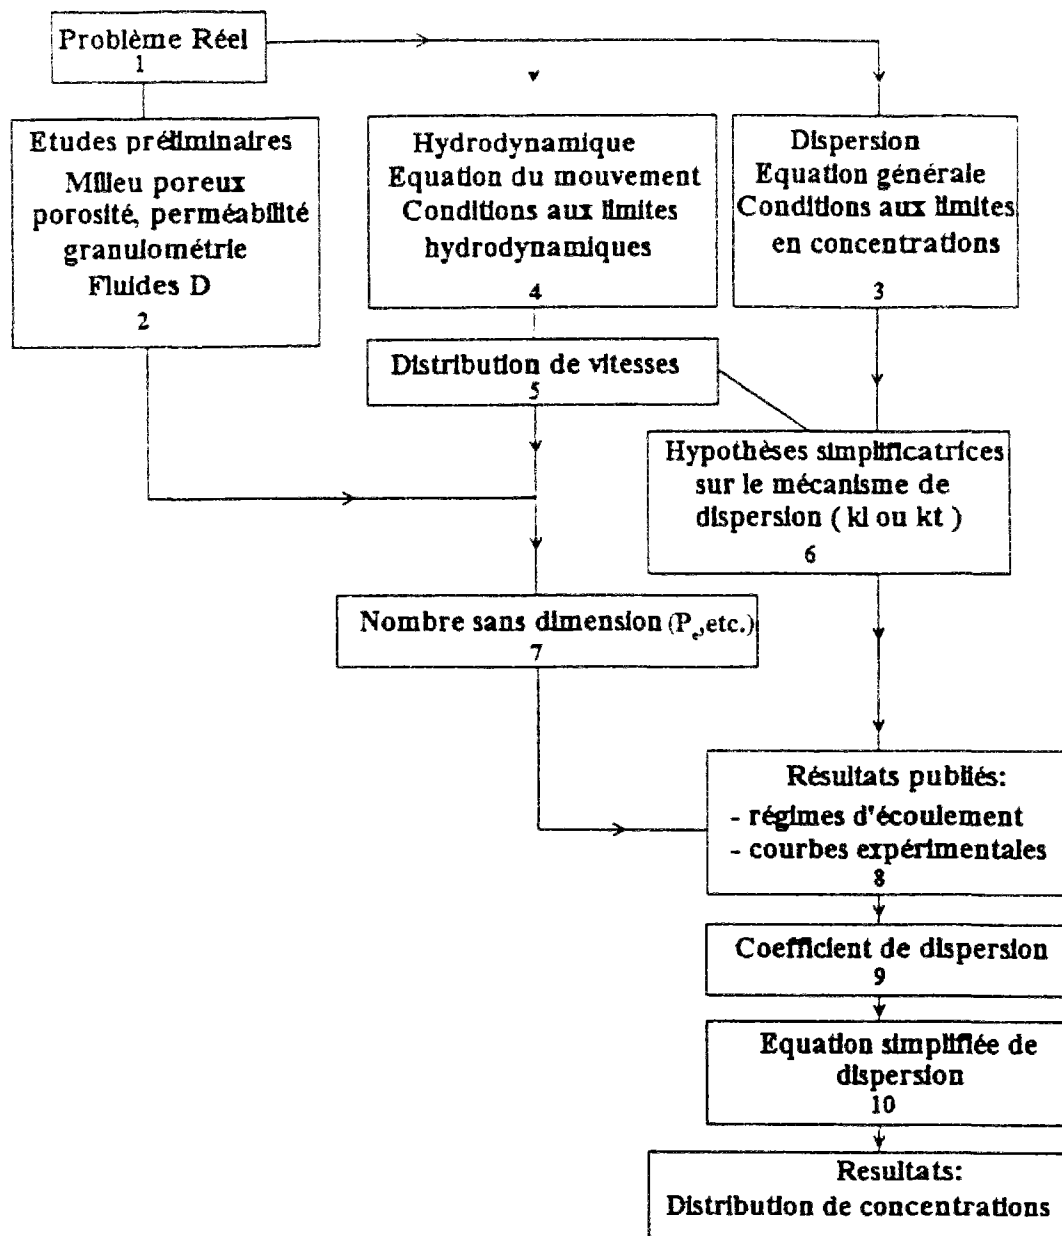 Problème Réel
1
Etudes préliminaires
Milieu poreux
porosité, perméabilité
granulométrie
Fluides D
2
Hydrodynamique
Equation du mouvement
Conditions aux limites
hydrodynamiques
4
Dispersion
Equation générale
Conditions aux limites
en concentrations
3
Distribution de vitesses
5
Hypothèses simplificatrices
sur le mécanisme de
dispersion ( kl ou kt )
6
Nombre sans dimension (Pe,etc.)
7
Résultats publiés:
- régimes d'écoulement
- courbes expérimentales
8
Coefficient de dispersion
9
Equation simplifiée de
dispersion
10
Resultats:
Distribution de concentrations